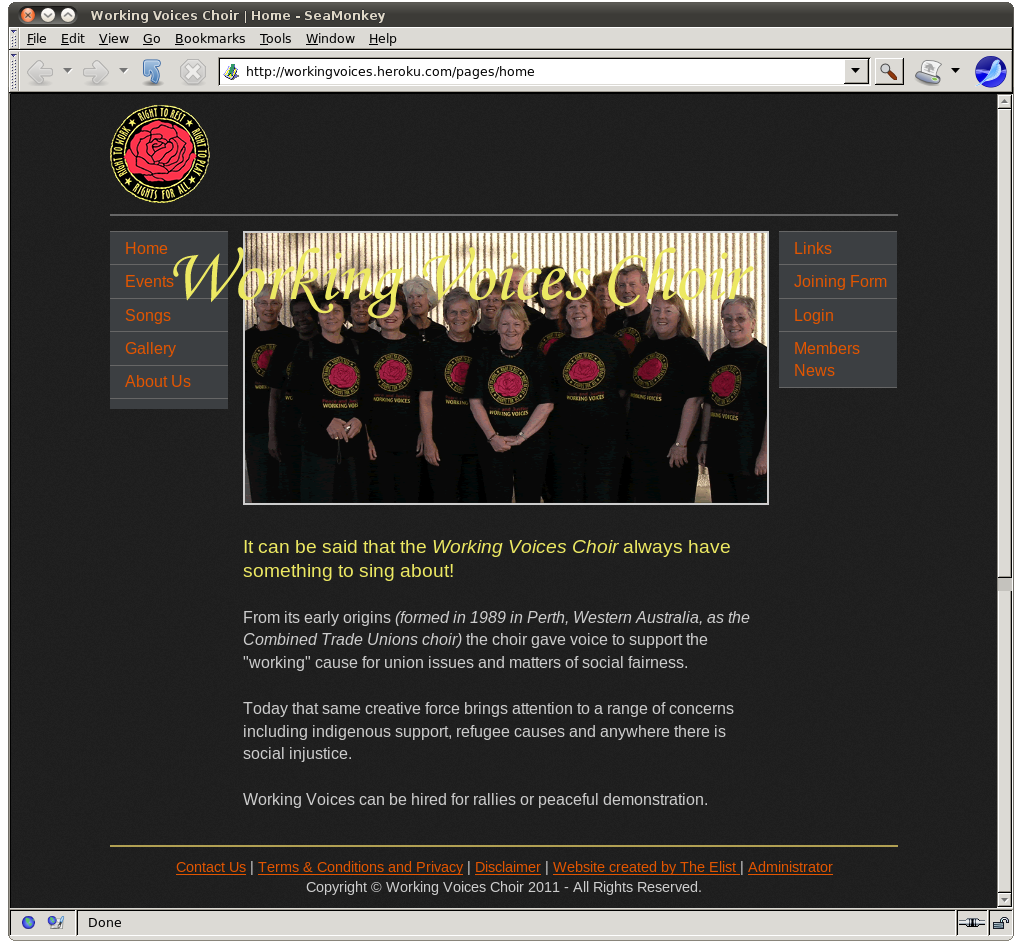 Working Voices Choir | Home - SeaMonkey
File Edit View Go Bookmarks Tools Window Help
http://workingvoices.heroku.com/pages/home
RIGHT TO WORK ★ RIGHT TO REST ★ RIGHT TO PLAY ★ RIGHTS FOR ALL ★
Working Voices Choir
Home
Events
Songs
Gallery
About Us
Links
Joining Form
Login
Members
News
WORKING VOICES
It can be said that the Working Voices Choir always have
something to sing about!
From its early origins (formed in 1989 in Perth, Western Australia, as the
Combined Trade Unions choir) the choir gave voice to support the
"working" cause for union issues and matters of social fairness.
Today that same creative force brings attention to a range of concerns
including indigenous support, refugee causes and anywhere there is
social injustice.
Working Voices can be hired for rallies or peaceful demonstration.
Contact Us | Terms & Conditions and Privacy | Disclaimer | Website created by The Elist | Administrator
Copyright © Working Voices Choir 2011 - All Rights Reserved.
Done